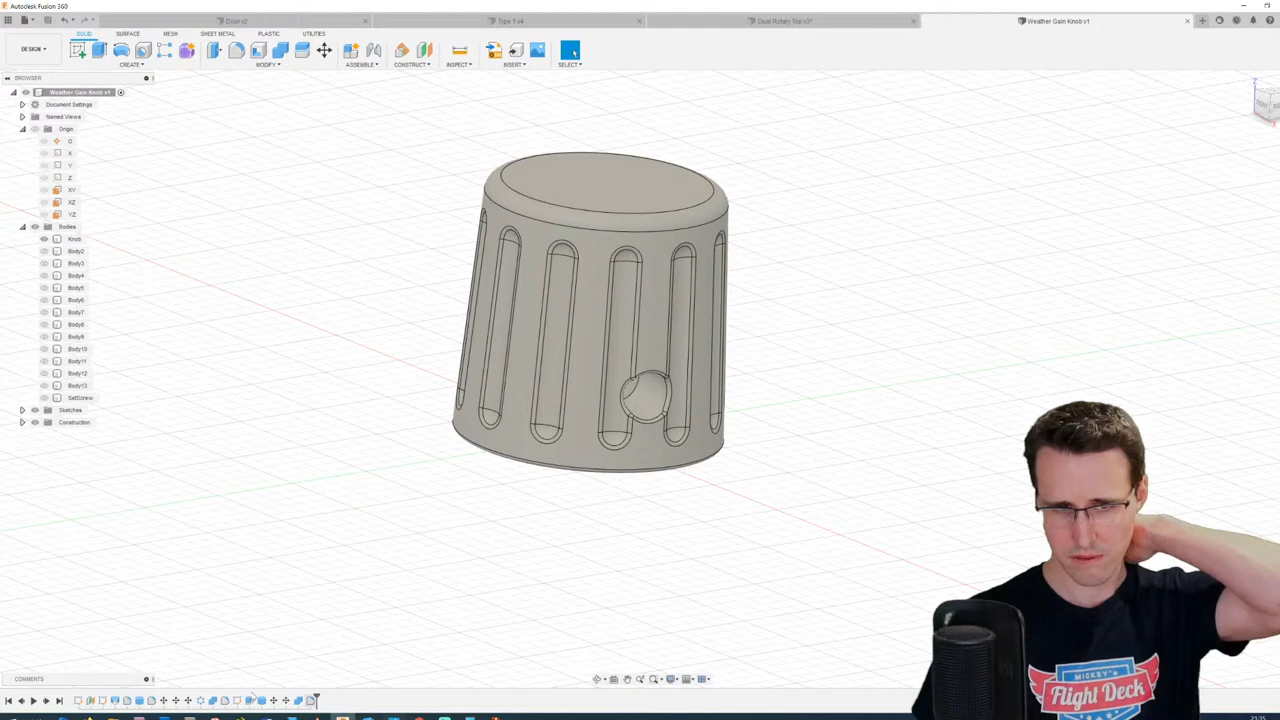 Autodesk Fusion 360
Door v2
Type 1 v4
Dual Rotary Top v3*
Weather Gain Knob v1
DESIGN
SOLID
SURFACE
MESH
SHEET METAL
PLASTIC
UTILITIES
CREATE
MODIFY
ASSEMBLE
CONSTRUCT
INSPECT
INSERT
SELECT
BROWSER
Weather Gain Knob v1
Document Settings
Named Views
Origin
O
X
Y
Z
XY
XZ
YZ
Bodies
Knob
Body2
Body3
Body4
Body5
Body6
Body7
Body8
Body9
Body10
Body11
Body12
Body13
SetScrew
Sketches
Construction
Z
FRONT
MICKEY'S
Flight Deck
COMMENTS
21:35